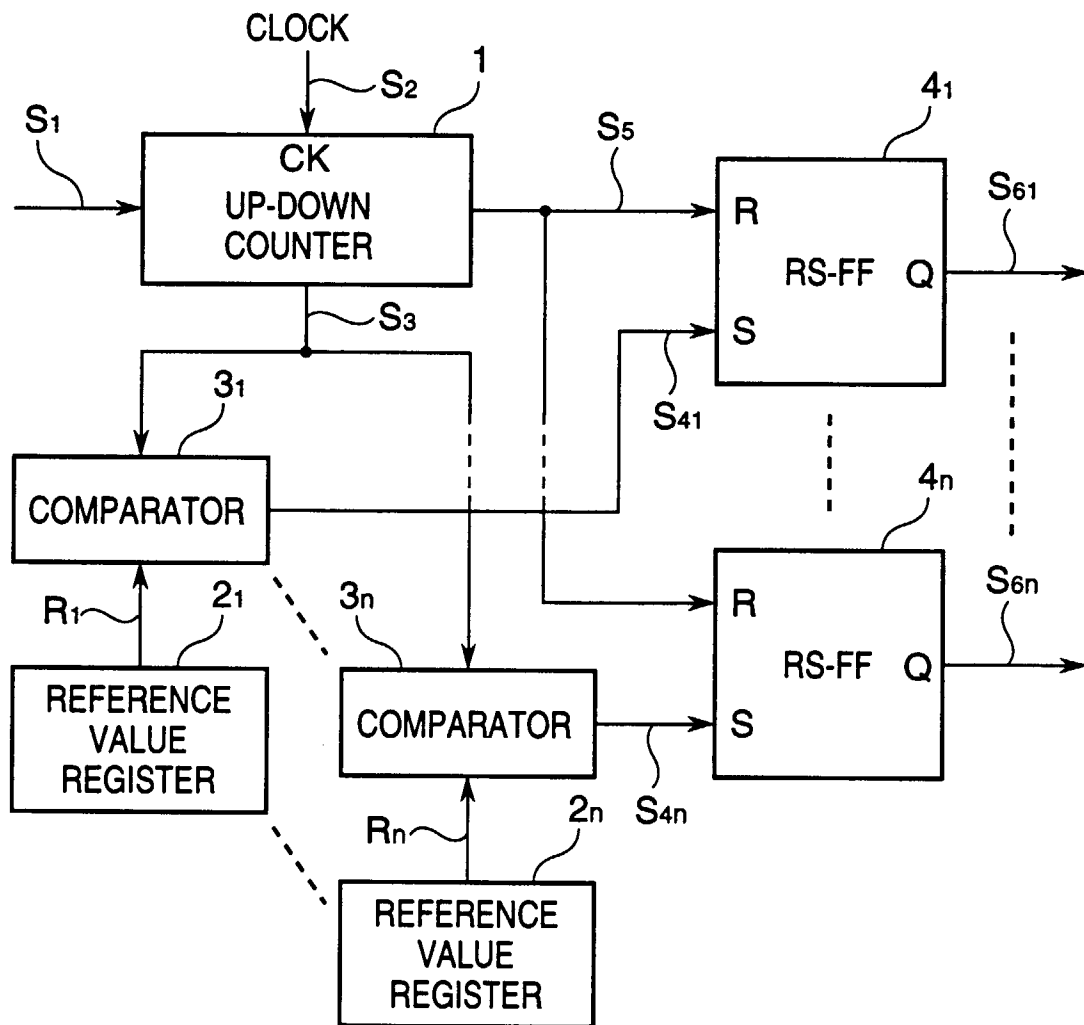 CLOCK
S2
1
S1
CK
UP-DOWN
COUNTER
S5
41
R
RS-FF
Q
S
S61
S3
S41
31
COMPARATOR
R1
21
REFERENCE
VALUE
REGISTER
3n
COMPARATOR
S4n
4n
R
RS-FF
Q
S
S6n
Rn
2n
REFERENCE
VALUE
REGISTER